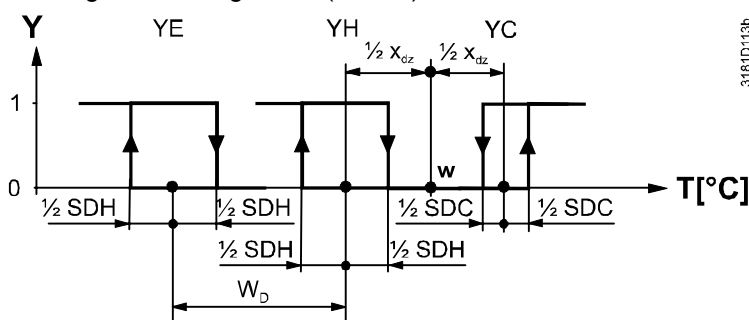 YE YH YC
Y
½ x_dz ½ x_dz
1
w
0
T[°C]
½ SDH ½ SDH ½ SDC ½ SDC
½ SDH ½ SDH
W_D
3181D113b